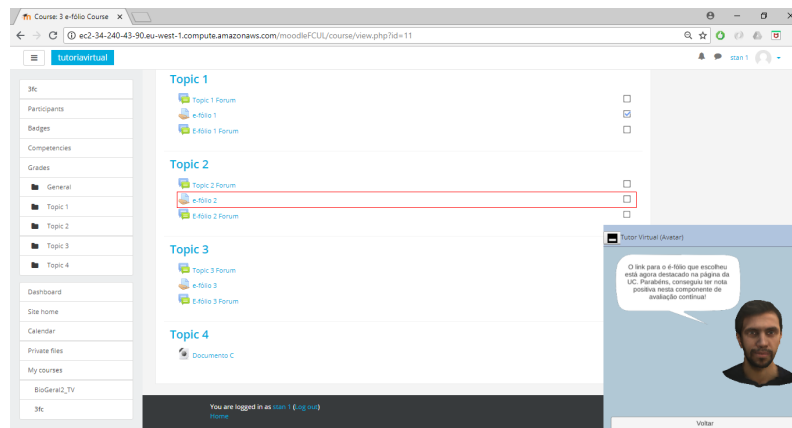 Course: 3 e-fólio Course
ec2-34-240-43-90.eu-west-1.compute.amazonaws.com/moodleFCUL/course/view.php?id=11
tutoriavirtual
stan 1
3fc
Participants
Badges
Competencies
Grades
General
Topic 1
Topic 2
Topic 3
Topic 4
Dashboard
Site home
Calendar
Private files
My courses
BioGeral2_TV
3fc
Topic 1
Topic 1 Forum
e-fólio 1
E-fólio 1 Forum
Topic 2
Topic 2 Forum
e-fólio 2
E-fólio 2 Forum
Topic 3
Topic 3 Forum
e-fólio 3
E-fólio 3 Forum
Topic 4
Documento C
You are logged in as stan 1 (Log out)
Home
Tutor Virtual (Avatar)
O link para o é-fólio que escolheu
está agora destacado na página da
UC. Parabéns, conseguiu ter nota
positiva nesta componente de
avaliação contínua!
Voltar